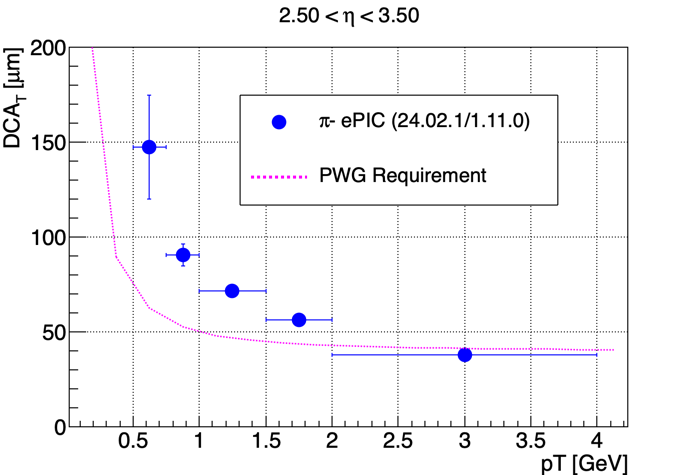 2.50 < η < 3.50
DCA_T [μm]
200
150
100
50
0
π- ePIC (24.02.1/1.11.0)
PWG Requirement
0.5 1 1.5 2 2.5 3 3.5 4
pT [GeV]